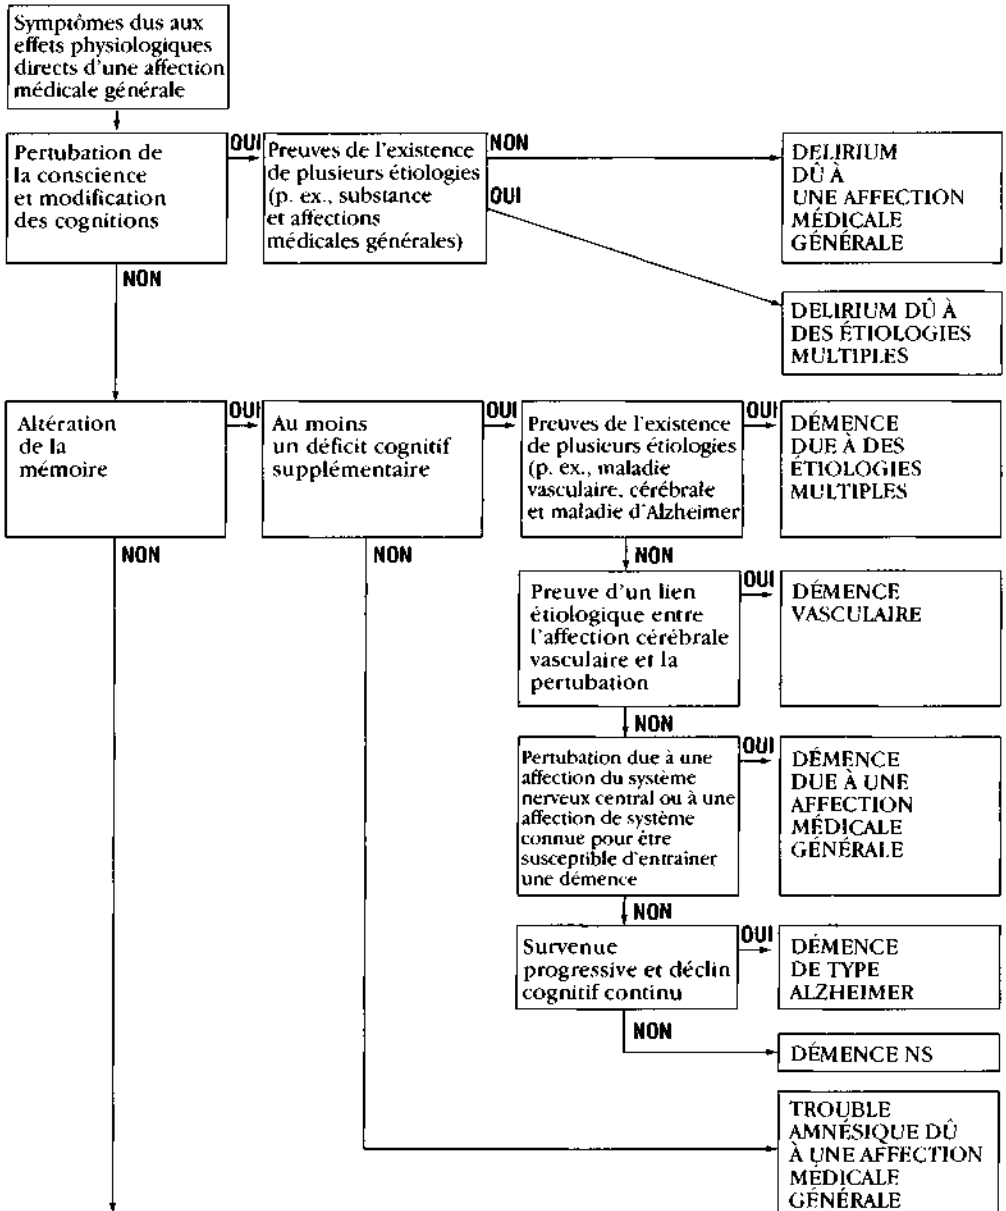 Symptômes dus aux
effets physiologiques
directs d'une affection
médicale générale
Pertubation de
la conscience
et modification
des cognitions
OUI
Preuves de l'existence
de plusieurs étiologies
(p. ex., substance
et affections
médicales générales)
NON
OUI
DELIRIUM
DÛ À
UNE AFFECTION
MÉDICALE
GÉNÉRALE
NON
DELIRIUM DÛ À
DES ÉTIOLOGIES
MULTIPLES
Altération
de la
mémoire
OUI
Au moins
un déficit cognitif
supplémentaire
OUI
Preuves de l'existence
de plusieurs étiologies
(p. ex., maladie
vasculaire, cérébrale
et maladie d'Alzheimer
OUI
DÉMENCE
DUE À DES
ÉTIOLOGIES
MULTIPLES
NON
NON
NON
Preuve d'un lien
étiologique entre
l'affection cérébrale
vasculaire et la
pertubation
OUI
DÉMENCE
VASCULAIRE
NON
Pertubation due à une
affection du système
nerveux central ou à une
affection de système
connue pour être
susceptible d'entraîner
une démence
OUI
DÉMENCE
DUE À UNE
AFFECTION
MÉDICALE
GÉNÉRALE
NON
Survenue
progressive et déclin
cognitif continu
OUI
DÉMENCE
DE TYPE
ALZHEIMER
NON
DÉMENCE NS
TROUBLE
AMNÉSIQUE DÛ
À UNE AFFECTION
MÉDICALE
GÉNÉRALE